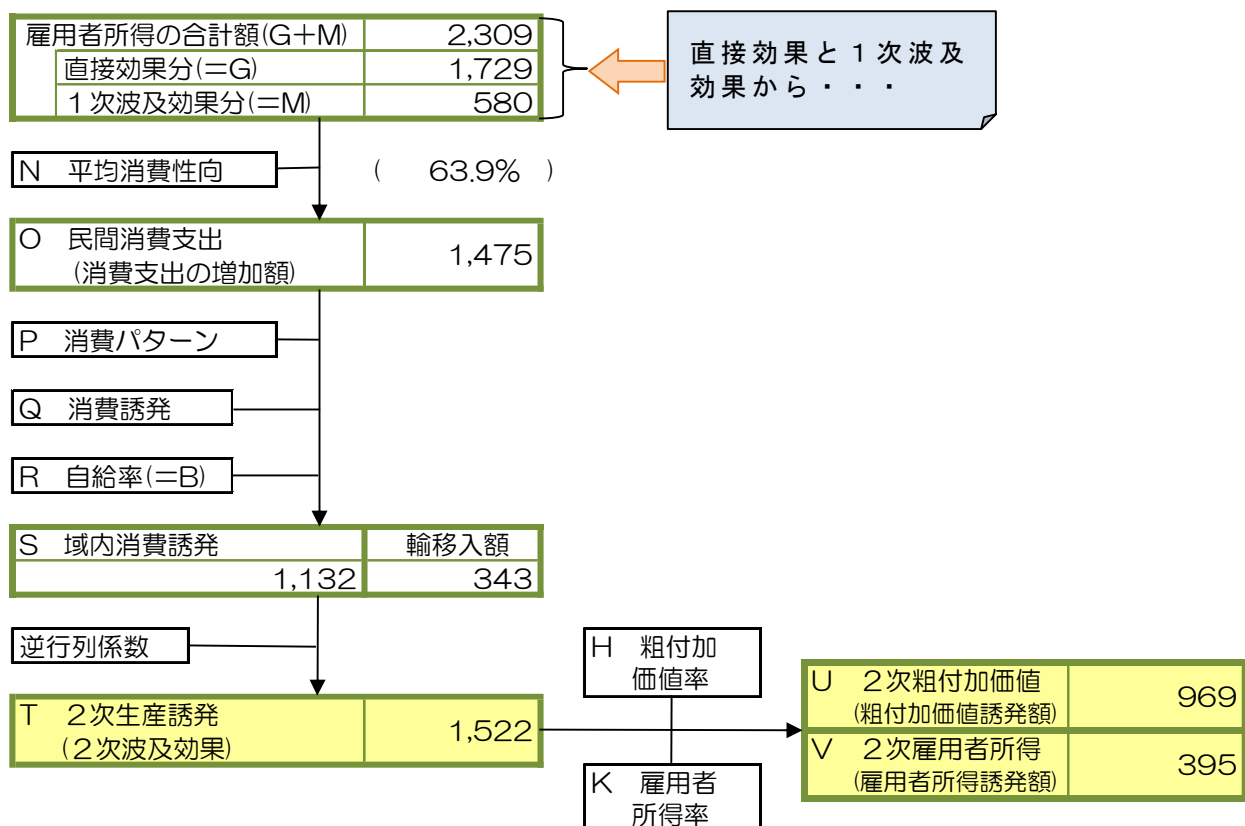 雇用者所得の合計額(G+M) 2,309
直接効果分(=G) 1,729
１次波及効果分(=M) 580
直接効果と１次波及
効果から・・・
N 平均消費性向 ( 63.9% )
O 民間消費支出
(消費支出の増加額) 1,475
P 消費パターン
Q 消費誘発
R 自給率(=B)
S 域内消費誘発 輸移入額
1,132 343
逆行列係数
H 粗付加
価値率
T ２次生産誘発
(２次波及効果) 1,522
K 雇用者
所得率
U ２次粗付加価値
(粗付加価値誘発額) 969
V ２次雇用者所得
(雇用者所得誘発額) 395